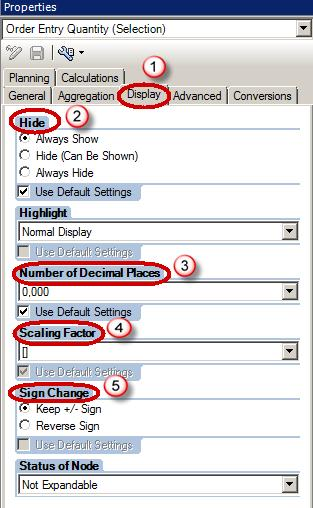 Properties
Order Entry Quantity (Selection)
1
Planning Calculations
General Aggregation Display Advanced Conversions
Hide 2
Always Show
Hide (Can Be Shown)
Always Hide
Use Default Settings
Highlight
Normal Display
Use Default Settings
Number of Decimal Places 3
0,000
Use Default Settings
Scaling Factor 4
[]
Use Default Settings
Sign Change 5
Keep +/- Sign
Reverse Sign
Use Default Settings
Status of Node
Not Expandable